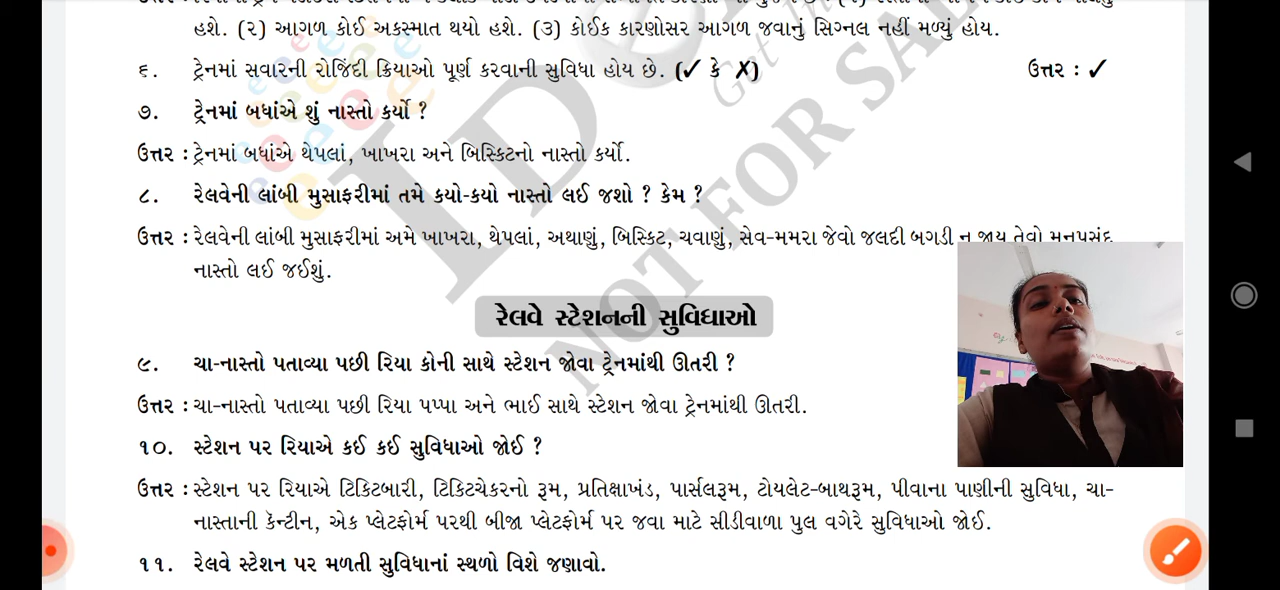 હશે. (૨) આગળ કોઈ અકસ્માત થયો હશે. (૩) કોઈક કારણોસર આગળ જવાનું સિગ્નલ નહીં મળ્યું હોય.
૬. ટ્રેનમાં સવારની રોજિંદી ક્રિયાઓ પૂર્ણ કરવાની સુવિધા હોય છે. (✓ કે ✗) ઉત્તર : ✓
૭. ટ્રેનમાં બધાંએ શું નાસ્તો કર્યો ?
ઉત્તર : ટ્રેનમાં બધાંએ થેપલાં, ખાખરા અને બિસ્કિટનો નાસ્તો કર્યો.
૮. રેલવેની લાંબી મુસાફરીમાં તમે કયો-કયો નાસ્તો લઈ જશો ? કેમ ?
ઉત્તર : રેલવેની લાંબી મુસાફરીમાં અમે ખાખરા, થેપલાં, અથાણું, બિસ્કિટ, ચવાણું, સેવ-મમરા જેવો જલદી બગડી ન જાય તેવો મનપસંદ
નાસ્તો લઈ જઈશું.
રેલવે સ્ટેશનની સુવિધાઓ
૯. ચા-નાસ્તો પતાવ્યા પછી રિયા કોની સાથે સ્ટેશન જોવા ટ્રેનમાંથી ઊતરી ?
ઉત્તર : ચા-નાસ્તો પતાવ્યા પછી રિયા પપ્પા અને ભાઈ સાથે સ્ટેશન જોવા ટ્રેનમાંથી ઊતરી.
૧૦. સ્ટેશન પર રિયાએ કઈ કઈ સુવિધાઓ જોઈ ?
ઉત્તર : સ્ટેશન પર રિયાએ ટિકિટબારી, ટિકિટચેકરનો રૂમ, પ્રતિક્ષાખંડ, પાર્સલરૂમ, ટોયલેટ-બાથરૂમ, પીવાના પાણીની સુવિધા, ચા-
નાસ્તાની કૅન્ટીન, એક પ્લેટફોર્મ પરથી બીજા પ્લેટફોર્મ પર જવા માટે સીડીવાળા પુલ વગેરે સુવિધાઓ જોઈ.
૧૧. રેલવે સ્ટેશન પર મળતી સુવિધાનાં સ્થળો વિશે જણાવો.
NOT FOR SAL